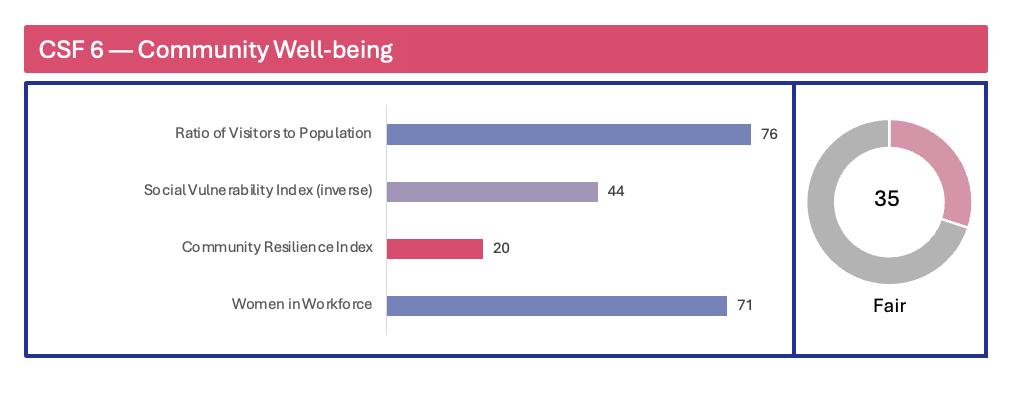 CSF 6 — Community Well-being
Ratio of Visitors to Population
76
Social Vulnerability Index (inverse)
44
Community Resilience Index
20
Women in Workforce
71
35
Fair